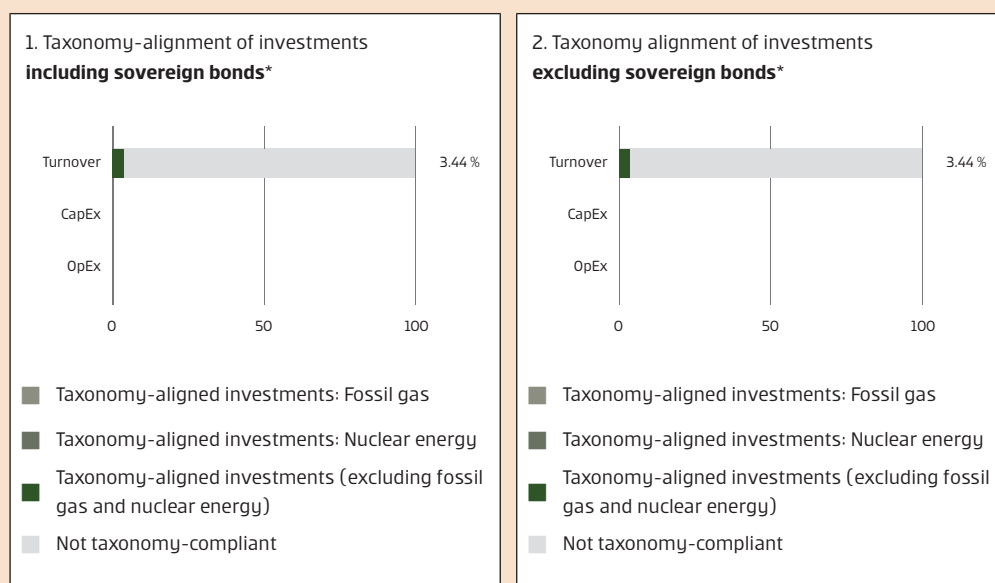 1. Taxonomy-alignment of investments
including sovereign bonds*
Turnover
3.44 %
CapEx
OpEx
0
50
100
Taxonomy-aligned investments: Fossil gas
Taxonomy-aligned investments: Nuclear energy
Taxonomy-aligned investments (excluding fossil
gas and nuclear energy)
Not taxonomy-compliant
2. Taxonomy alignment of investments
excluding sovereign bonds*
Turnover
3.44 %
CapEx
OpEx
0
50
100
Taxonomy-aligned investments: Fossil gas
Taxonomy-aligned investments: Nuclear energy
Taxonomy-aligned investments (excluding fossil
gas and nuclear energy)
Not taxonomy-compliant